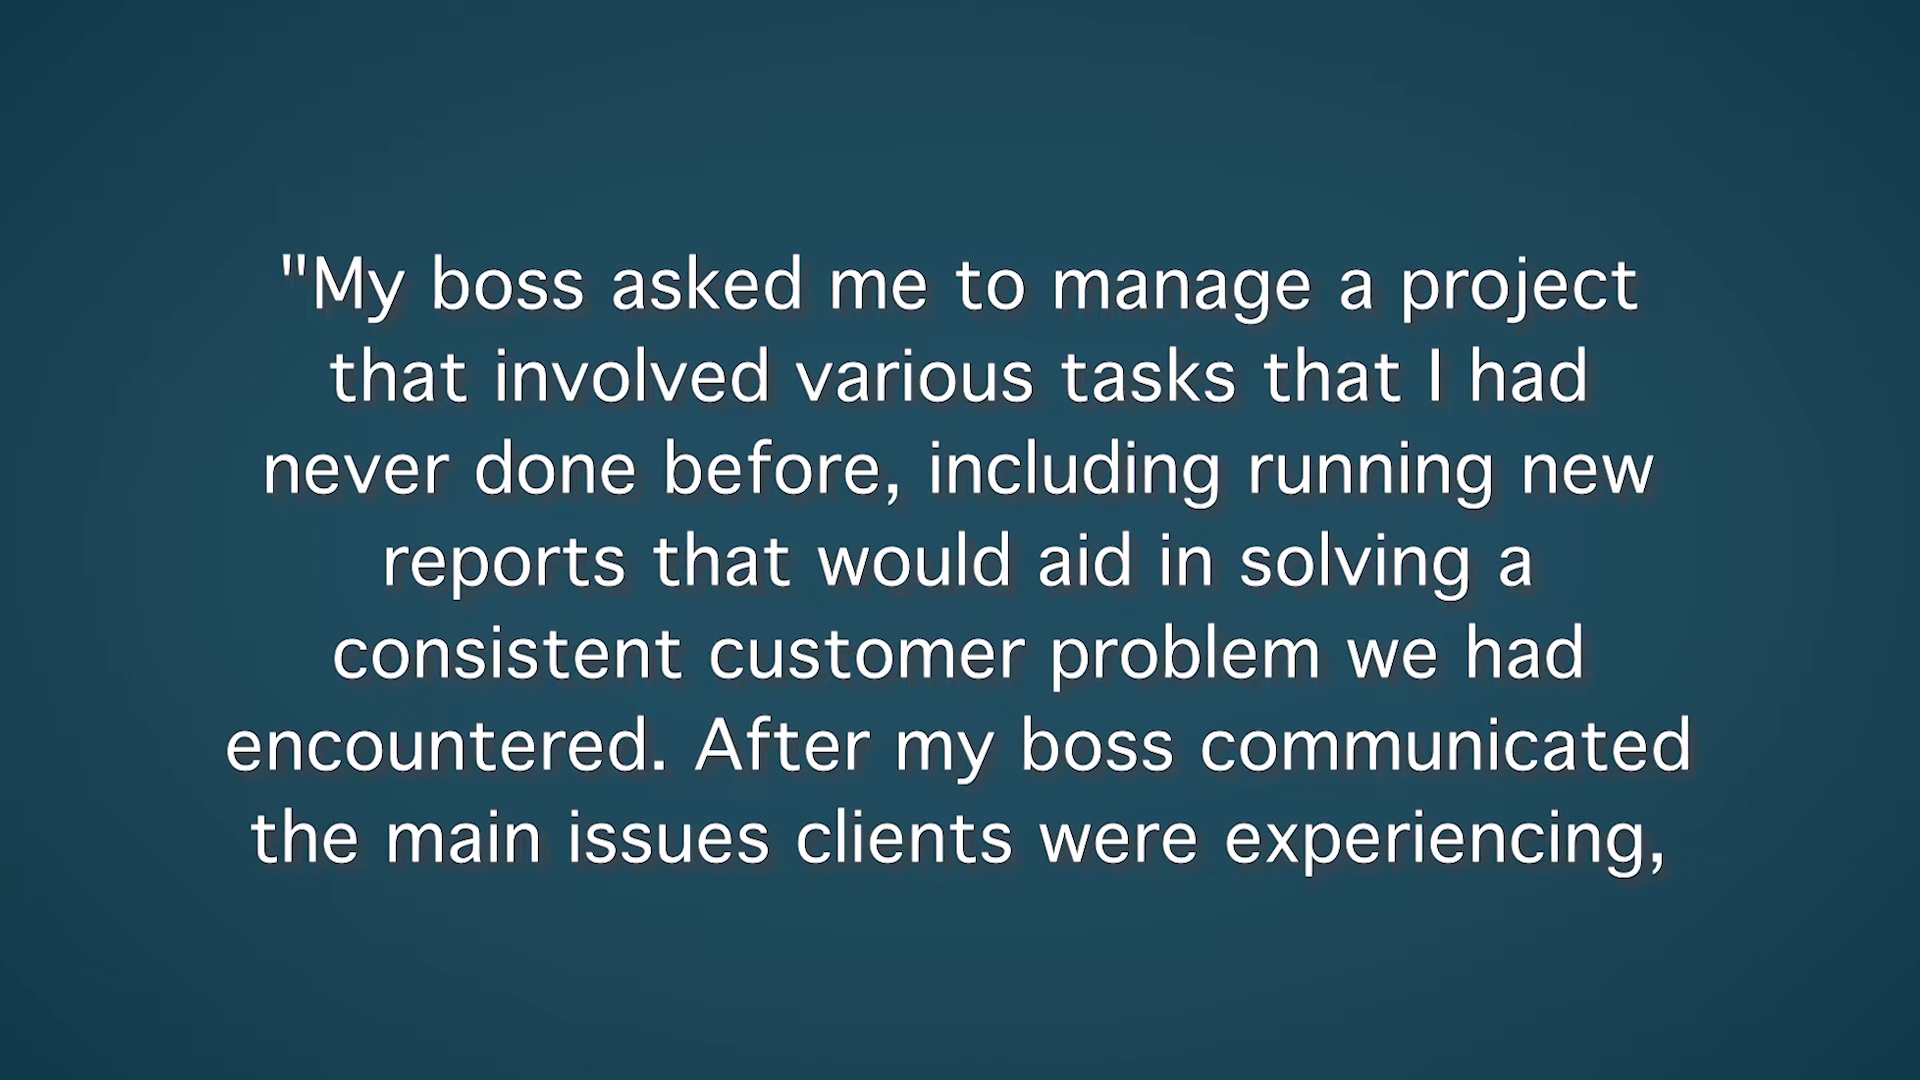 "My boss asked me to manage a project
that involved various tasks that I had
never done before, including running new
reports that would aid in solving a
consistent customer problem we had
encountered. After my boss communicated
the main issues clients were experiencing,